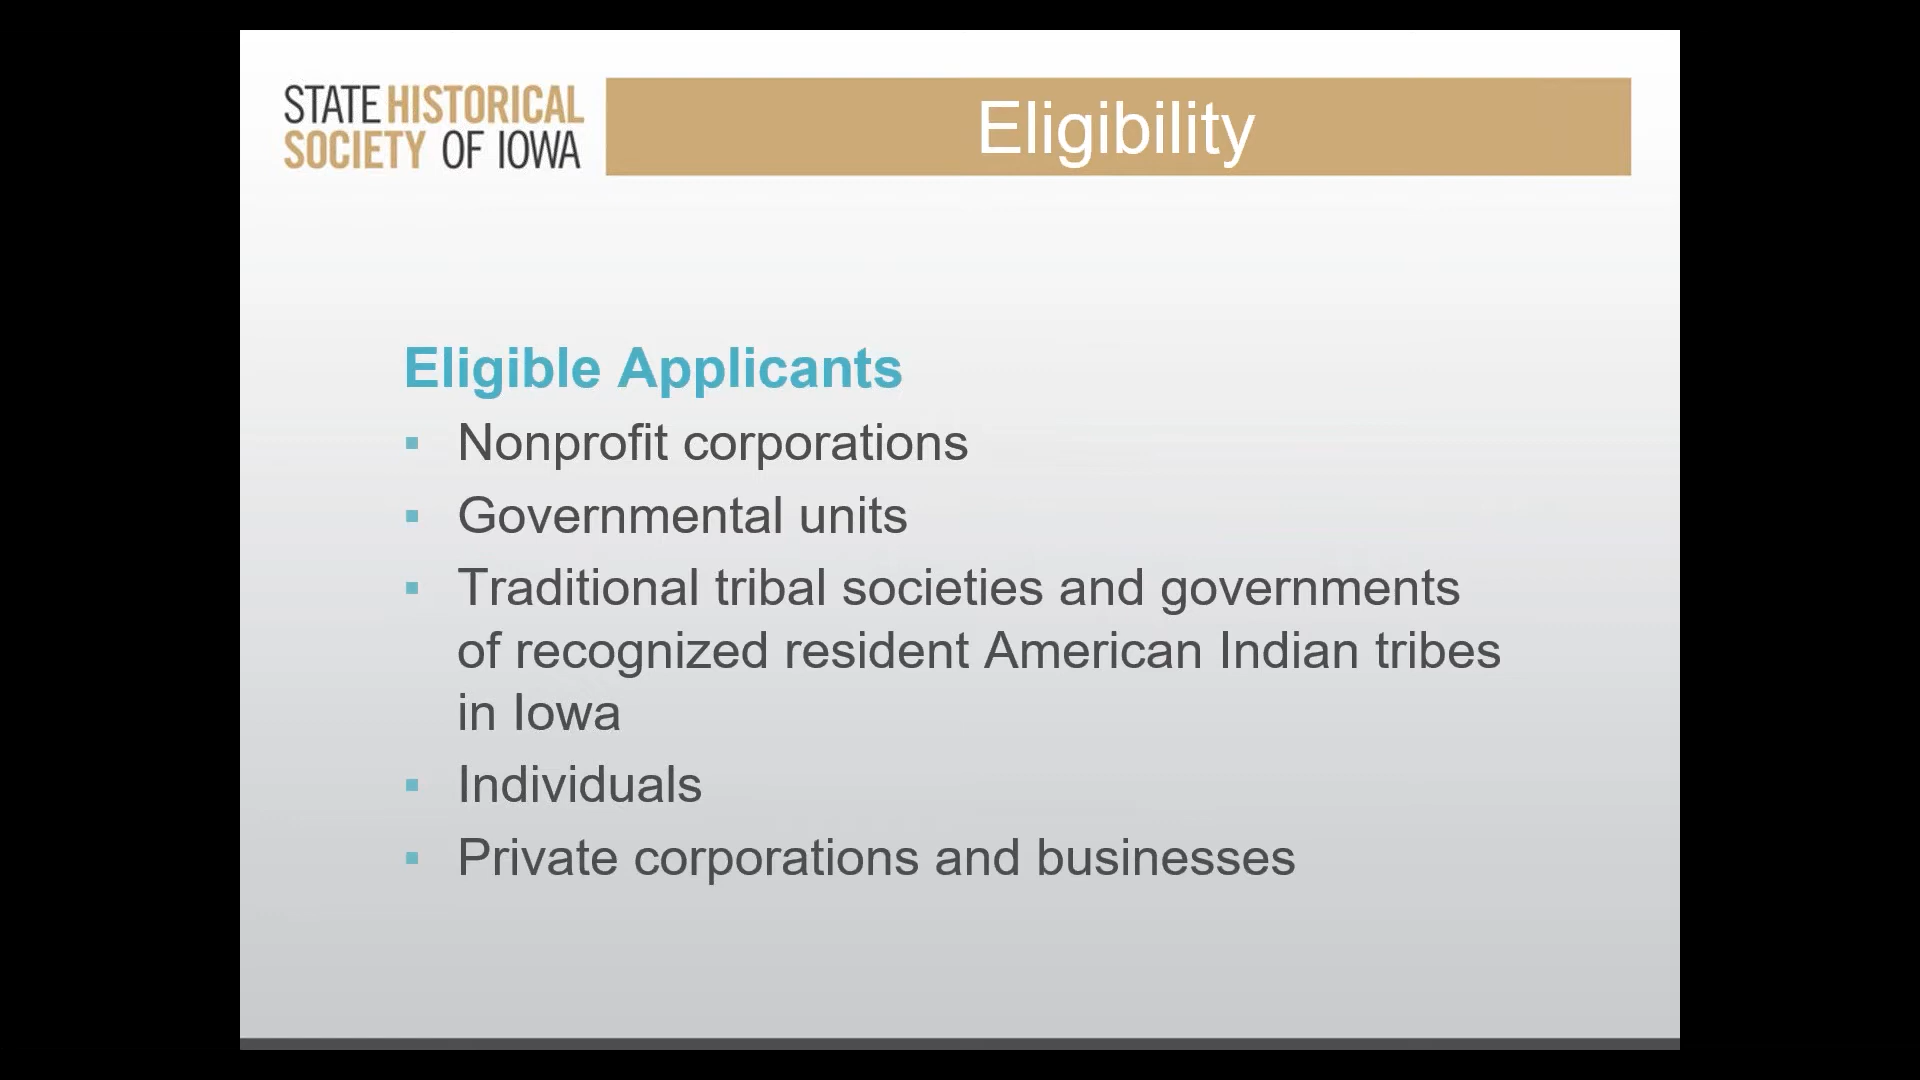 STATE HISTORICAL
SOCIETY OF IOWA
Eligibility
Eligible Applicants
▪ Nonprofit corporations
▪ Governmental units
▪ Traditional tribal societies and governments
of recognized resident American Indian tribes
in Iowa
▪ Individuals
▪ Private corporations and businesses